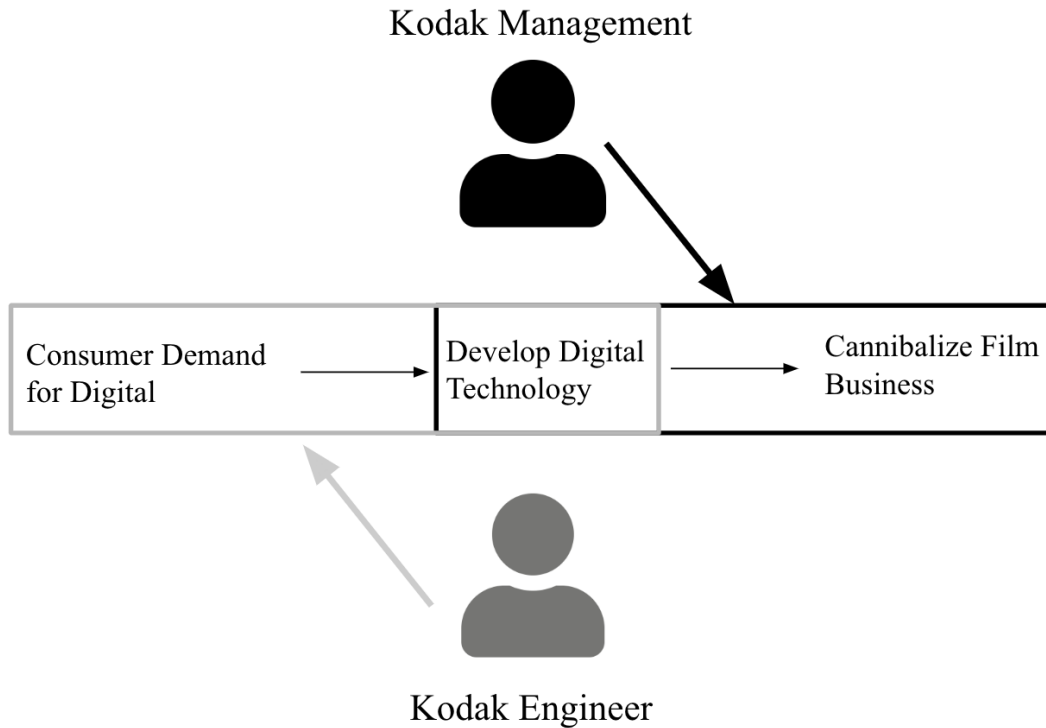 Kodak Management
Consumer Demand
for Digital
Develop Digital
Technology
Cannibalize Film
Business
Kodak Engineer